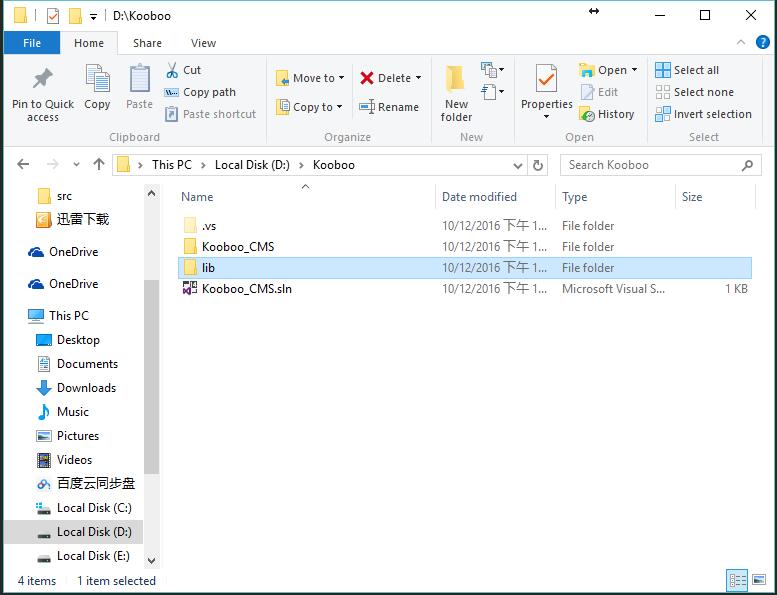 D:\Kooboo
File Home Share View
Pin to Quick access
Copy
Paste
Cut
Copy path
Paste shortcut
Clipboard
Move to
Copy to
Delete
Rename
Organize
New folder
New
Properties
Open
Edit
History
Open
Select all
Select none
Invert selection
Select
This PC > Local Disk (D:) > Kooboo
Search Kooboo
src
迅雷下载
OneDrive
OneDrive
This PC
Desktop
Documents
Downloads
Music
Pictures
Videos
百度云同步盘
Local Disk (C:)
Local Disk (D:)
Local Disk (E:)
Name Date modified Type Size
.vs 10/12/2016 下午 1... File folder
Kooboo_CMS 10/12/2016 下午 1... File folder
lib 10/12/2016 下午 1... File folder
Kooboo_CMS.sln 10/12/2016 下午 1... Microsoft Visual S... 1 KB
4 items 1 item selected